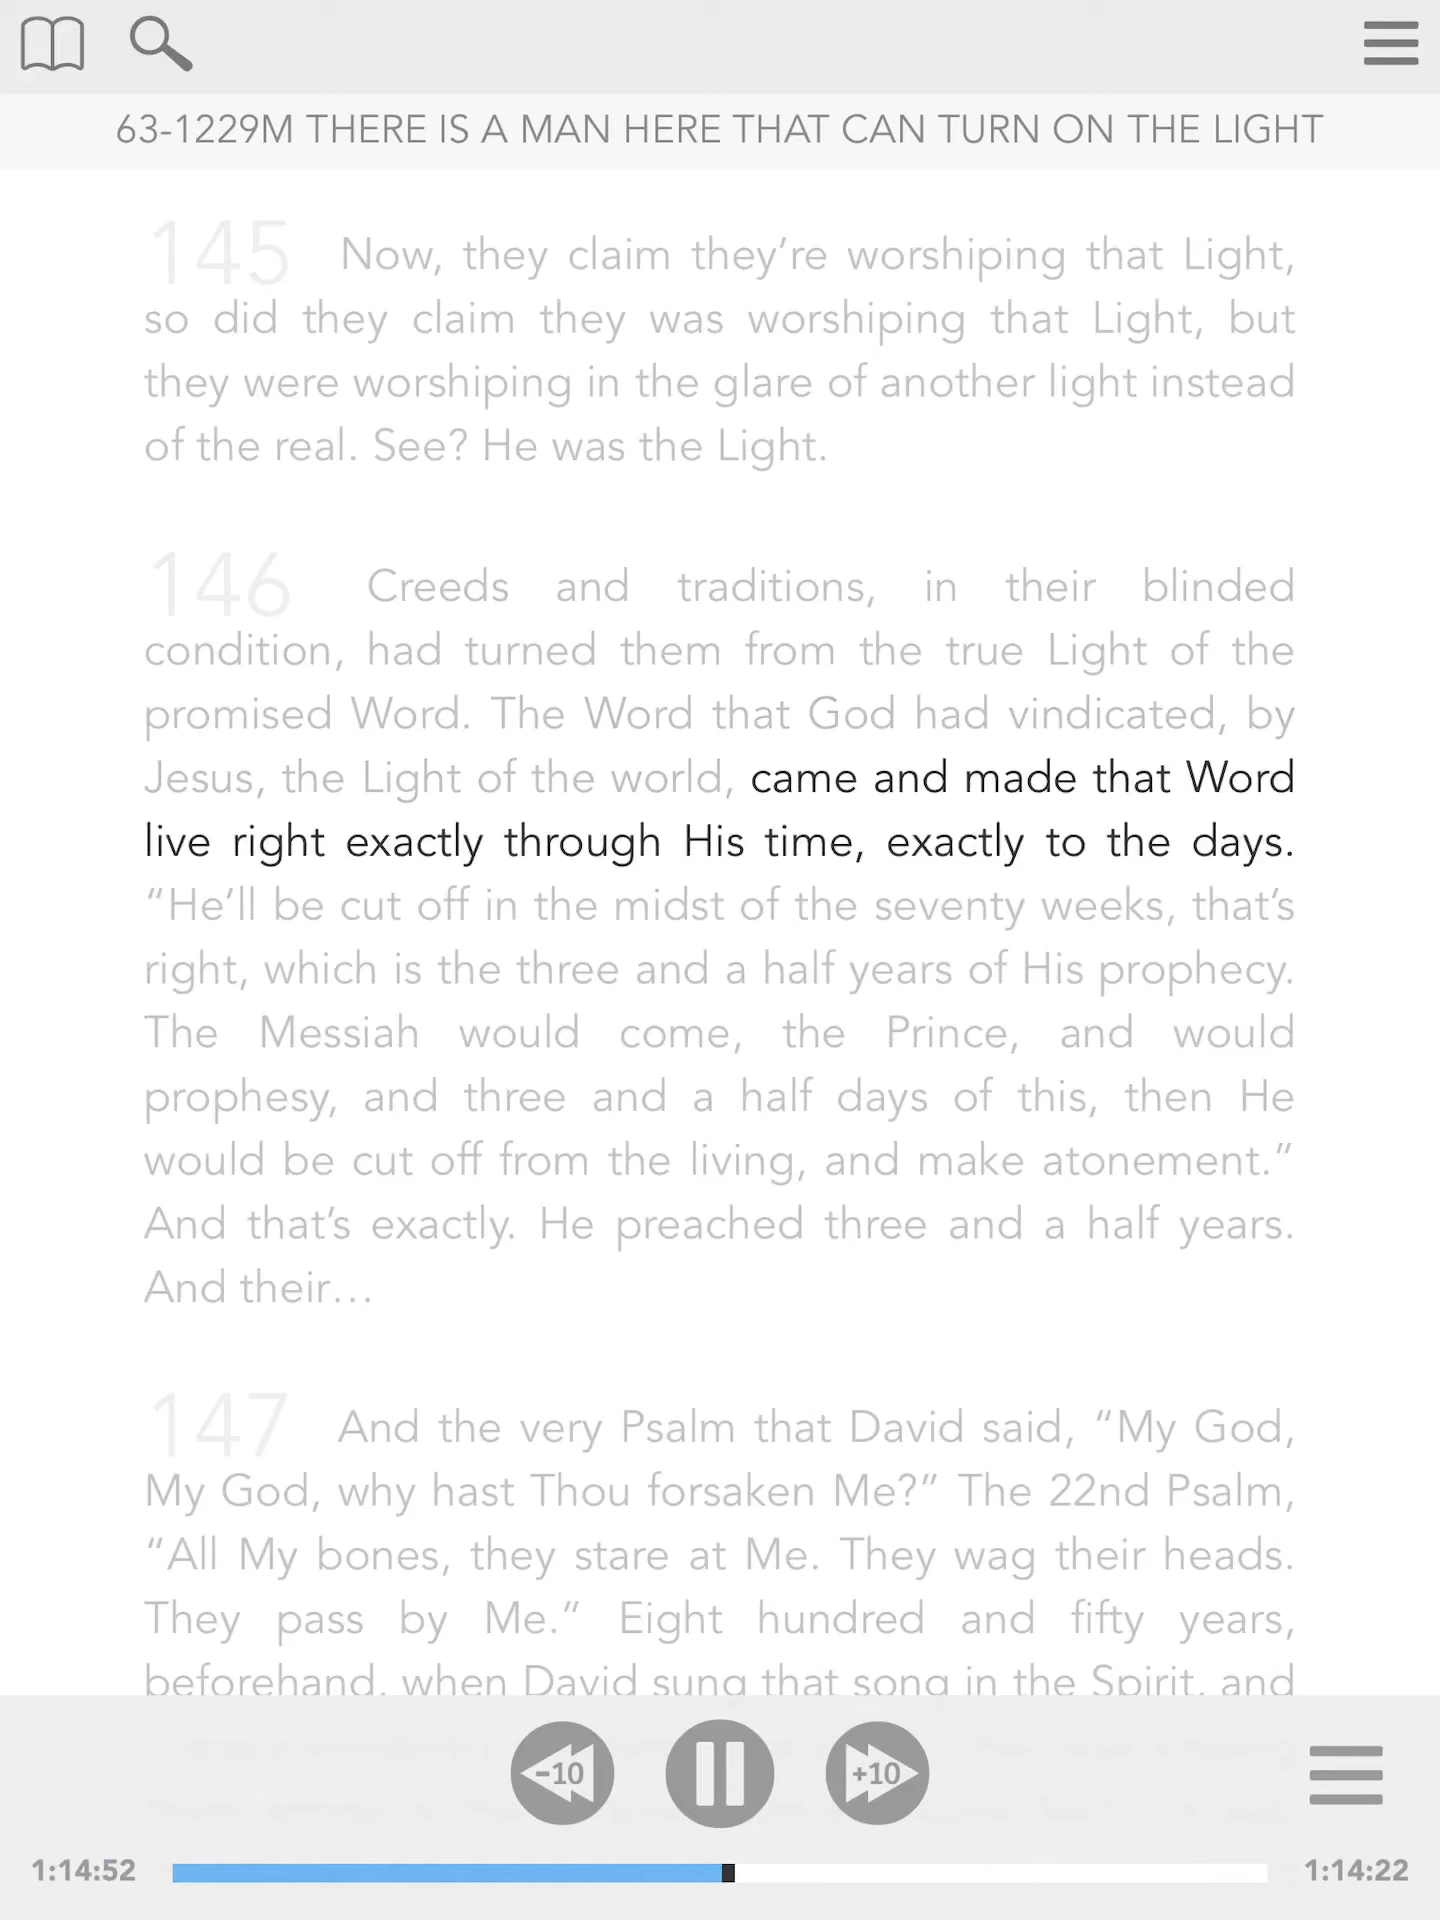 63-1229M THERE IS A MAN HERE THAT CAN TURN ON THE LIGHT
145 Now, they claim they’re worshiping that Light,
so did they claim they was worshiping that Light, but
they were worshiping in the glare of another light instead
of the real. See? He was the Light.
146 Creeds and traditions, in their blinded
condition, had turned them from the true Light of the
promised Word. The Word that God had vindicated, by
Jesus, the Light of the world, came and made that Word
live right exactly through His time, exactly to the days.
“He’ll be cut off in the midst of the seventy weeks, that’s
right, which is the three and a half years of His prophecy.
The Messiah would come, the Prince, and would
prophesy, and three and a half days of this, then He
would be cut off from the living, and make atonement.”
And that’s exactly. He preached three and a half years.
And their…
147 And the very Psalm that David said, “My God,
My God, why hast Thou forsaken Me?” The 22nd Psalm,
“All My bones, they stare at Me. They wag their heads.
They pass by Me.” Eight hundred and fifty years,
beforehand, when David sung that song in the Spirit, and
-10 +10
1:14:52 1:14:22